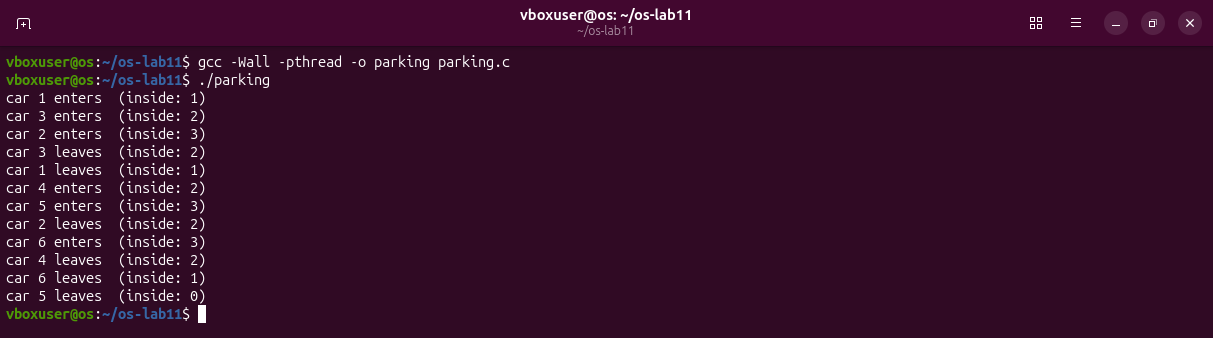 vboxuser@os: ~/os-lab11
~/os-lab11
vboxuser@os:~/os-lab11$ gcc -Wall -pthread -o parking parking.c
vboxuser@os:~/os-lab11$ ./parking
car 1 enters  (inside: 1)
car 3 enters  (inside: 2)
car 2 enters  (inside: 3)
car 3 leaves  (inside: 2)
car 1 leaves  (inside: 1)
car 4 enters  (inside: 2)
car 5 enters  (inside: 3)
car 2 leaves  (inside: 2)
car 6 enters  (inside: 3)
car 4 leaves  (inside: 2)
car 6 leaves  (inside: 1)
car 5 leaves  (inside: 0)
vboxuser@os:~/os-lab11$